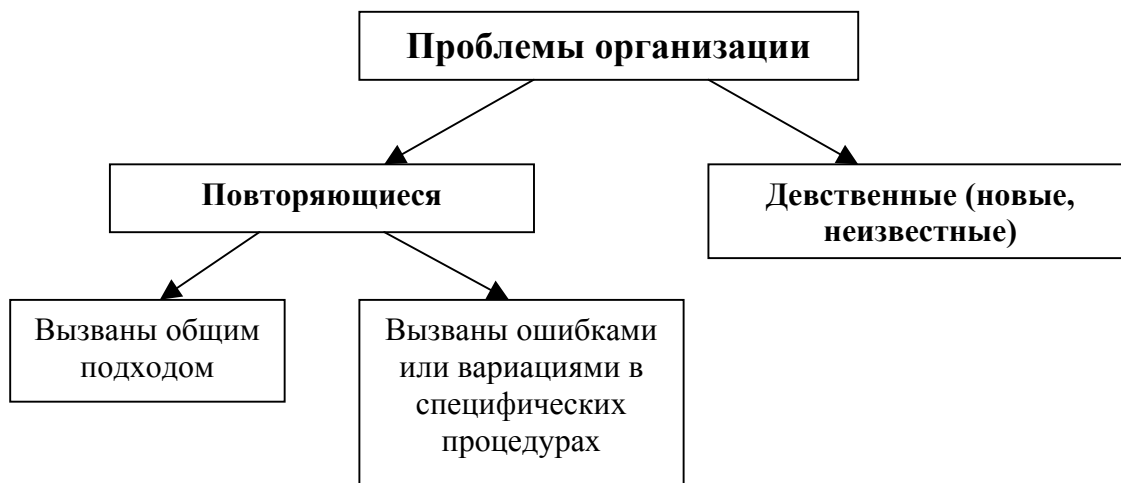 Проблемы организации
Повторяющиеся
Девственные (новые,
неизвестные)
Вызваны общим
подходом
Вызваны ошибками
или вариациями в
специфических
процедурах